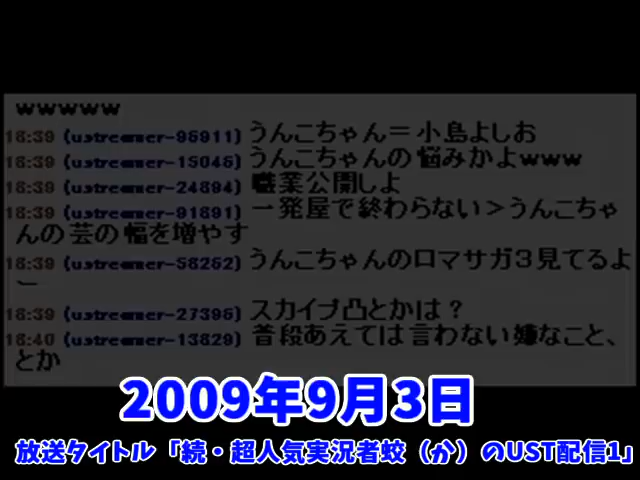 wwwww
18:39 (ustreamer-96911) うんこちゃん＝小島よしお
18:39 (ustreamer-15046) うんこちゃんの悩みかよwww
18:39 (ustreamer-24894) 職業公開しよ
18:39 (ustreamer-91891) 一発屋で終わらない＞うんこちゃ
んの芸の幅を増やす
18:39 (ustreamer-58252) うんこちゃんのロマサガ３見てるよ
ー
18:39 (ustreamer-27396) スカイプ凸とかは？
18:40 (ustreamer-13829) 普段あえては言わない嫌なこと、
とか
2009年9月3日
放送タイトル「続・超人気実況者蛟（か）のUST配信1」